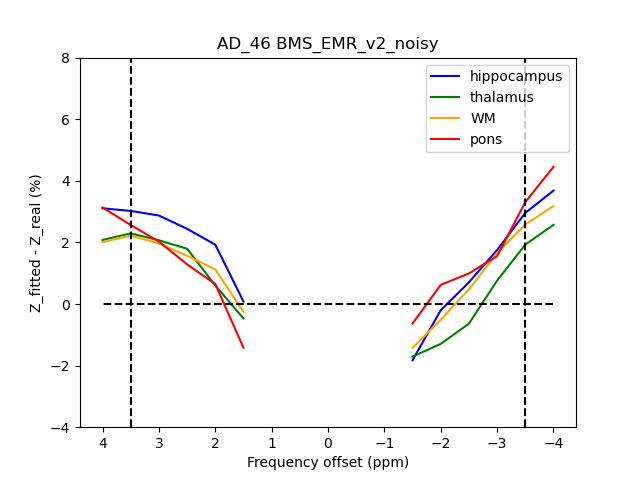 AD_46 BMS_EMR_v2_noisy
hippocampus
thalamus
WM
pons
Z_fitted - Z_real (%)
8
6
4
2
0
−2
−4
4
3
2
1
0
−1
−2
−3
−4
Frequency offset (ppm)